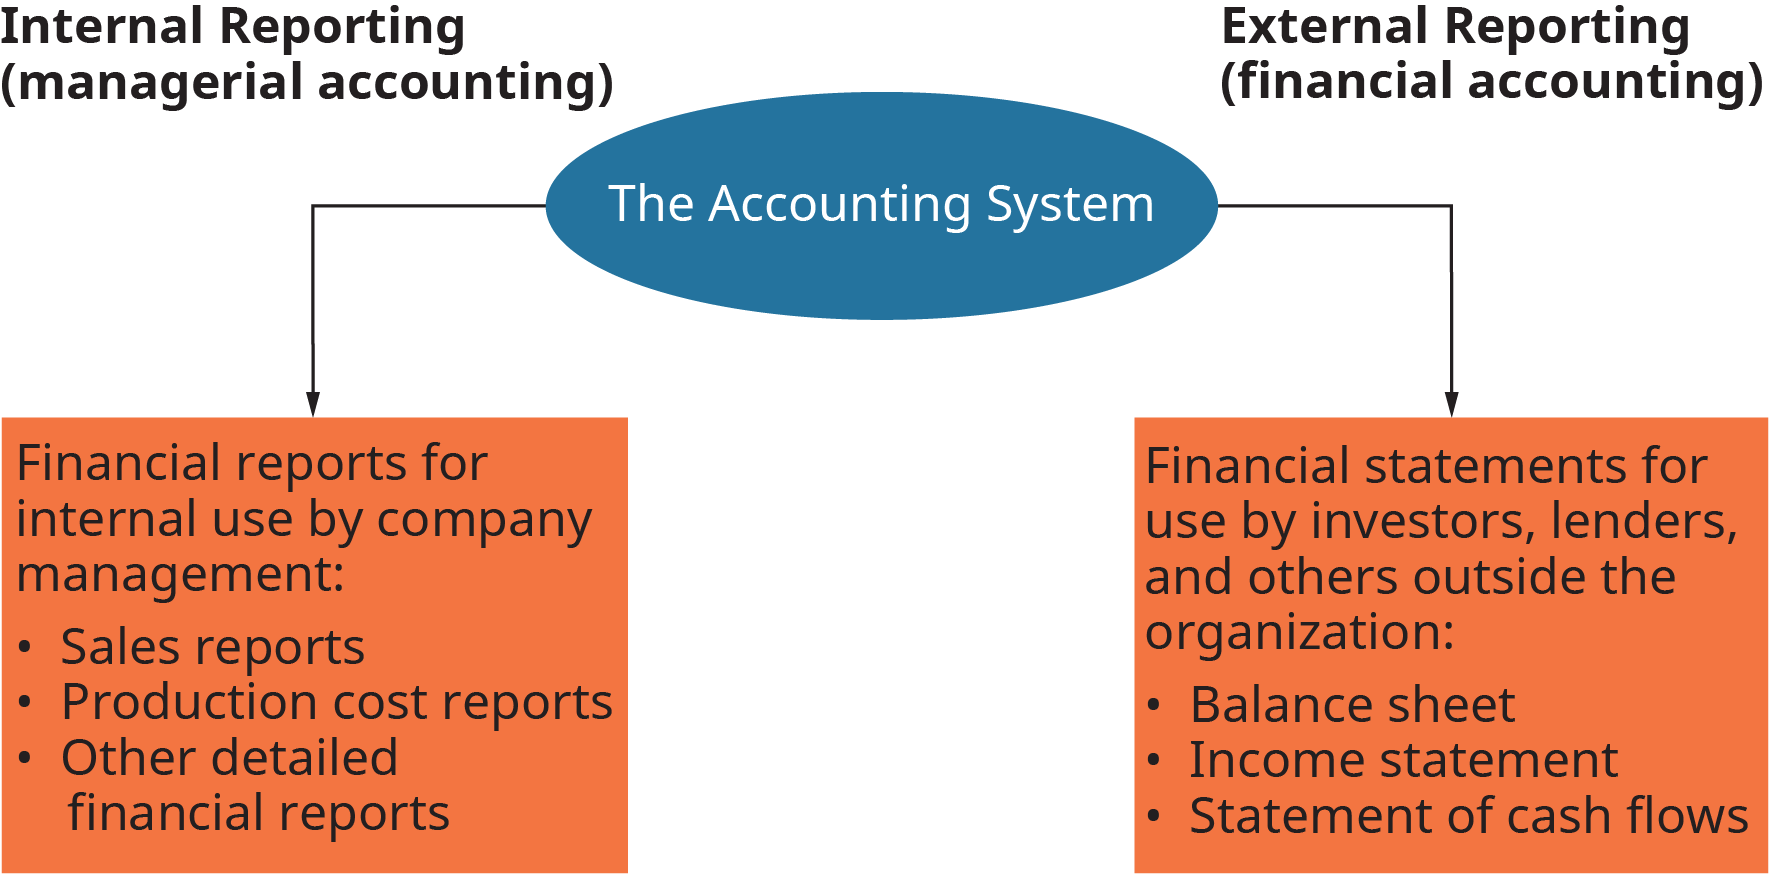 Internal Reporting
(managerial accounting)
External Reporting
(financial accounting)
The Accounting System
Financial reports for
internal use by company
management:
• Sales reports
• Production cost reports
• Other detailed
financial reports
Financial statements for
use by investors, lenders,
and others outside the
organization:
• Balance sheet
• Income statement
• Statement of cash flows